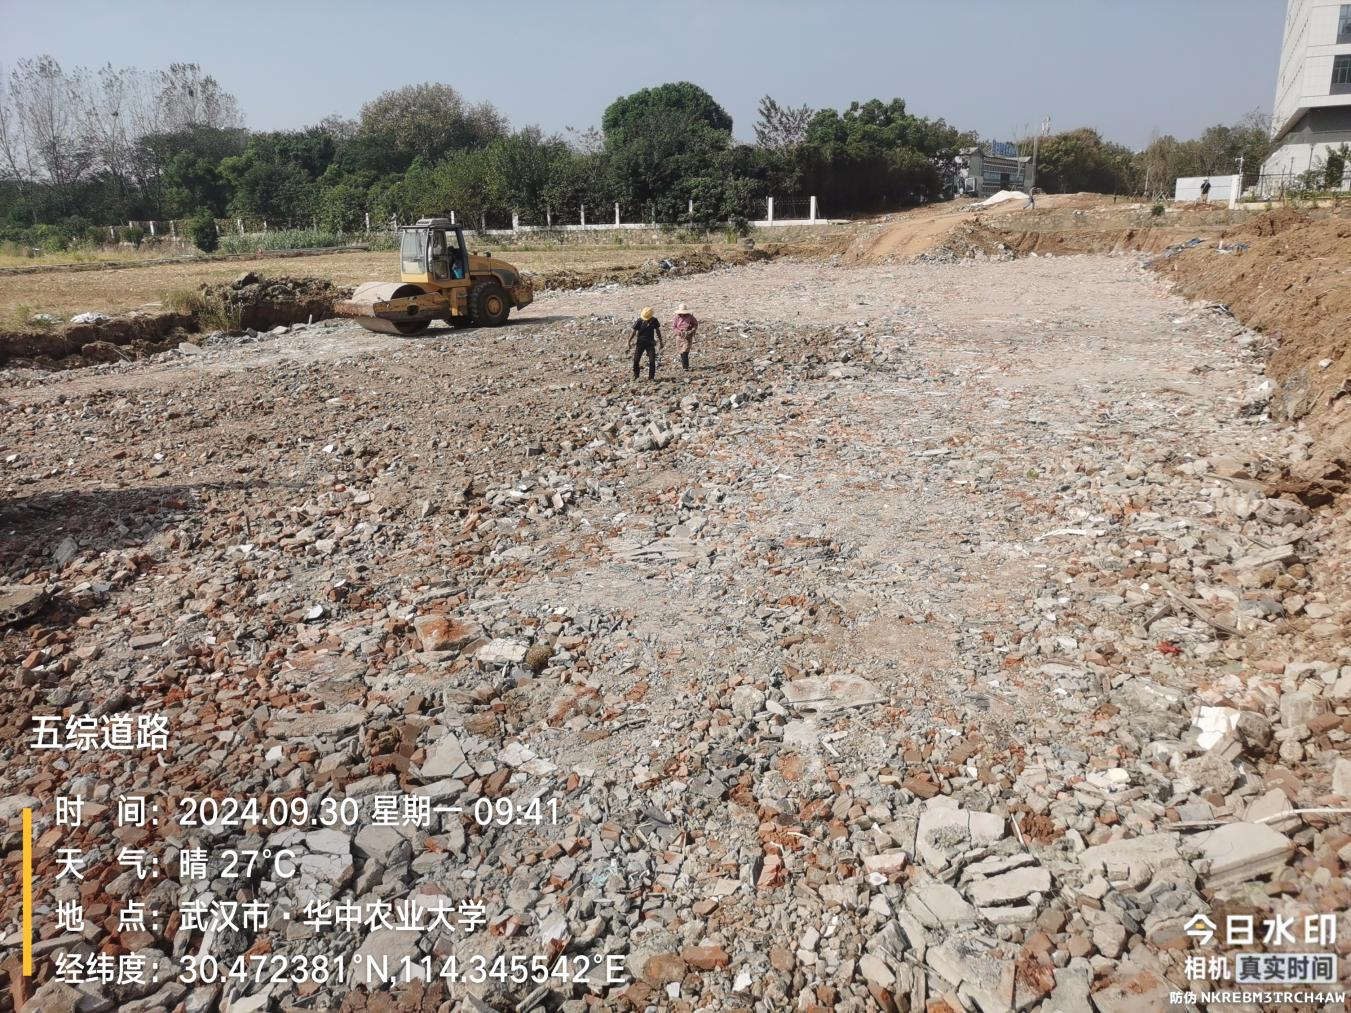 五综道路
时 间：2024.09.30 星期一 09:41
天 气：晴 27°C
地 点：武汉市·华中农业大学
经纬度：30.472381°N,114.345542°E
今日水印
相机 真实时间
防伪 NKREBM3TRCH4AW